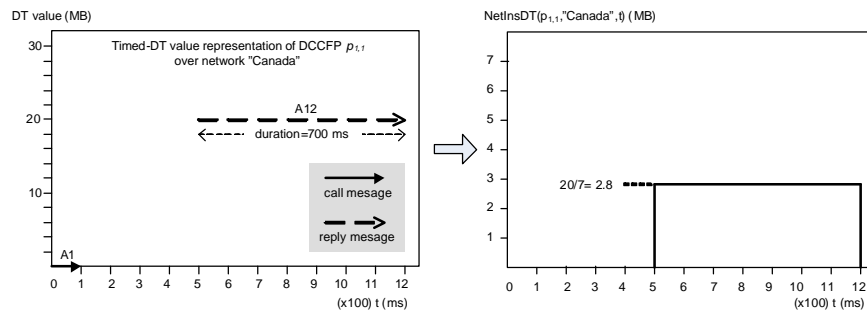 DT value (MB)
30
20
10
Timed-DT value representation of DCCFP p1,1
over network "Canada"
A12
duration=700 ms
call mesage
reply mesage
A1
0 1 2 3 4 5 6 7 8 9 10 11 12
(x100) t (ms)
NetInsDT(p1,1,"Canada",t) (MB)
7
6
5
4
3
2
1
20/7= 2.8
0 1 2 3 4 5 6 7 8 9 10 11 12
(x100) t (ms)